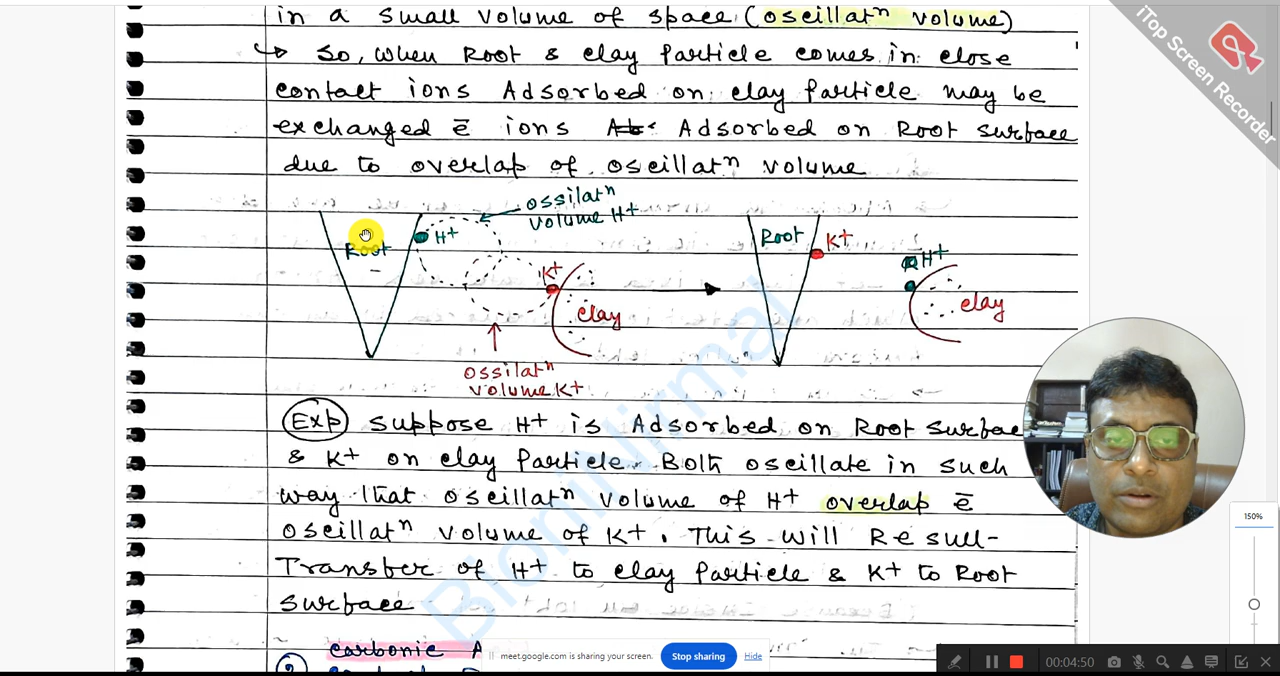 in a small volume of space (oscillatⁿ volume)
↳ So, when Root & clay particle comes in close
contact ions Adsorbed on clay particle may be
exchanged c̄ ions Abs Adsorbed on Root surface
due to overlap of oscillatⁿ volume
ossilatⁿ
volume H+
Root
H+
K+
clay
ossilatⁿ
volume K+
Root
K+
H+
clay
Exp suppose H+ is Adsorbed on Root surfac
& K+ on clay particle. Both oscillate in such
way that oscillatⁿ volume of H+ overlap c̄
oscillatⁿ volume of K+. This will Result-
Transfer of H+ to clay particle & K+ to Root
surface
carbonic A
②
BioniNirmal
iTop Screen Recorder
150%
meet.google.com is sharing your screen.
Stop sharing
Hide
00:04:50